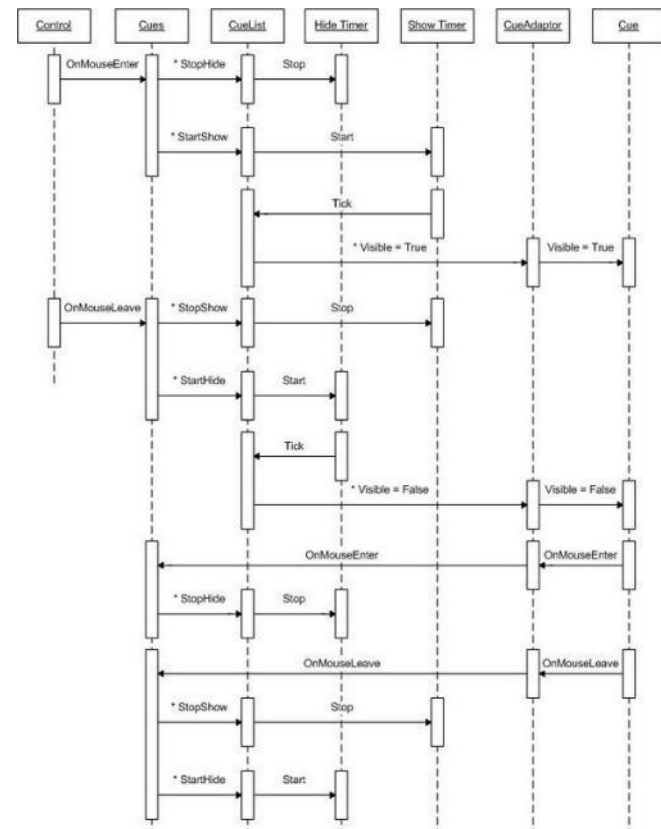 Control Cues CueList Hide Timer Show Timer CueAdaptor Cue
OnMouseEnter * StopHide Stop
* StartShow Start
Tick
* Visible = True Visible = True
OnMouseLeave * StopShow Stop
* StartHide Start
Tick
* Visible = False Visible = False
OnMouseEnter OnMouseEnter
* StopHide Stop
OnMouseLeave OnMouseLeave
* StopShow Stop
* StartHide Start